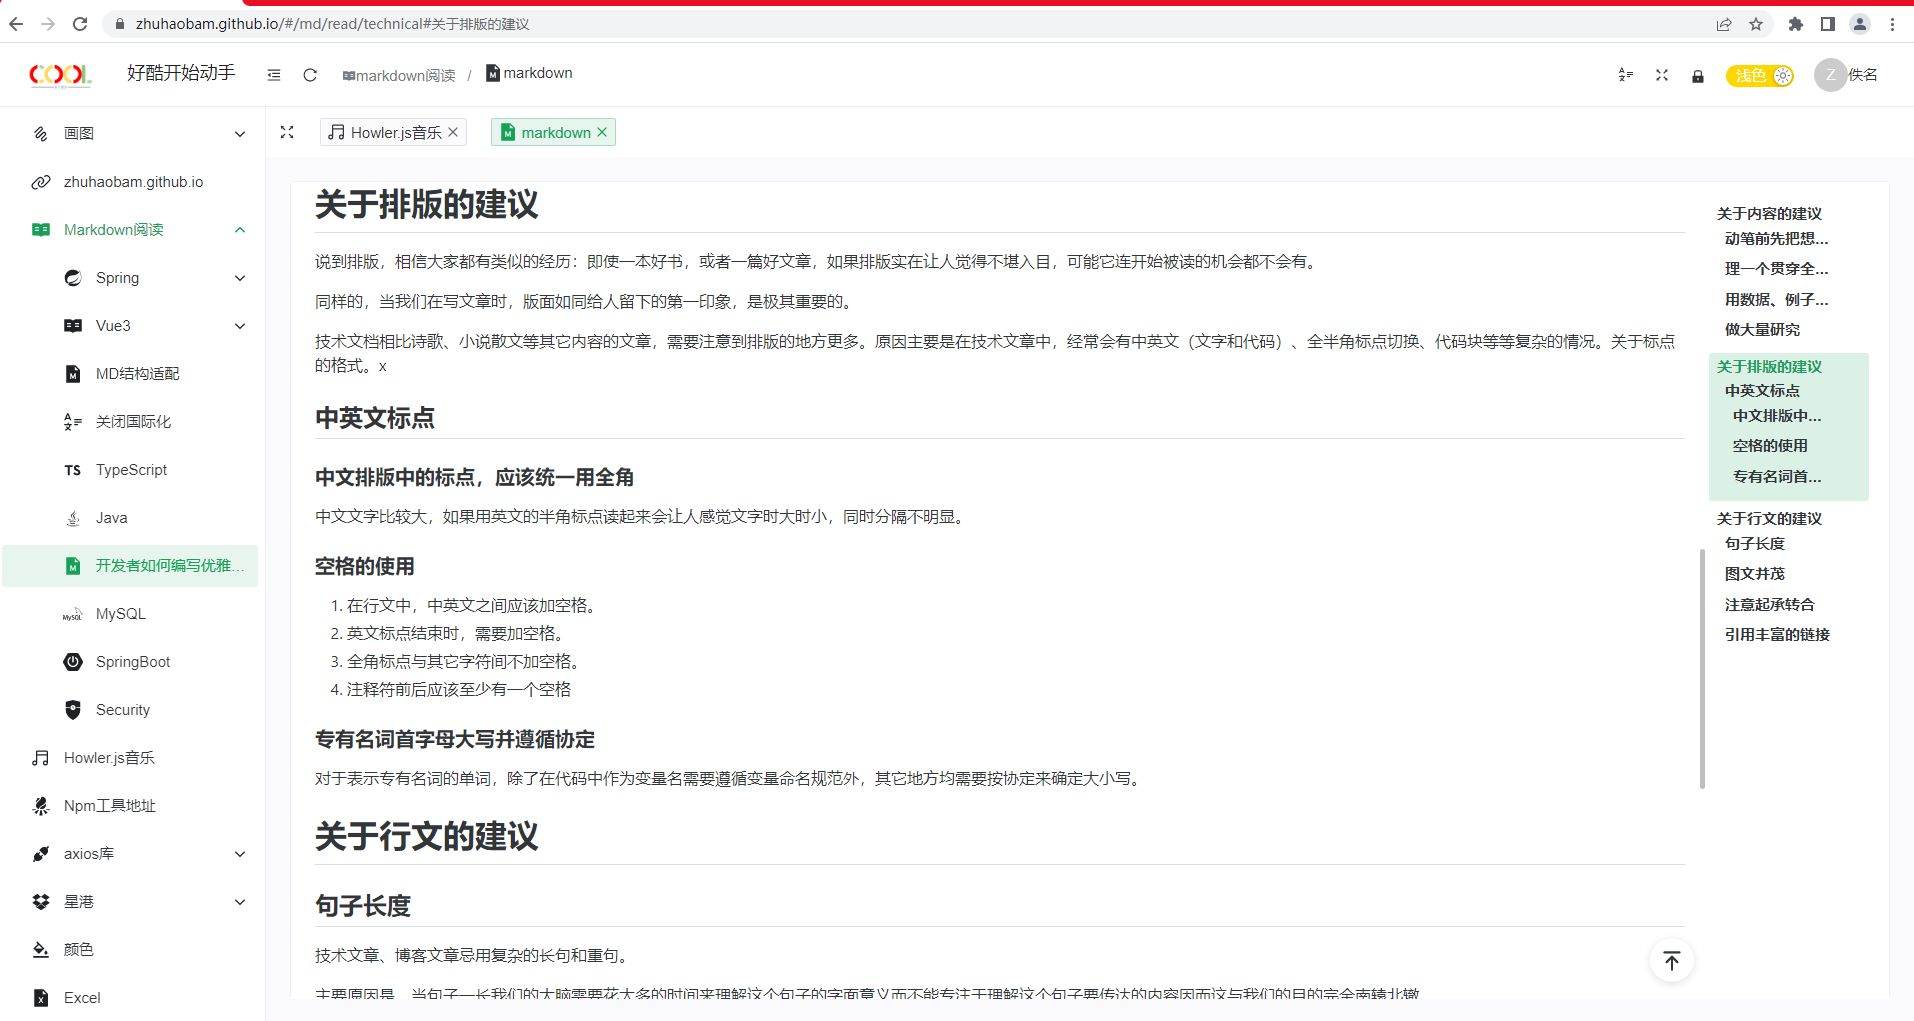 zhuhaobam.github.io/#/md/read/technical#关于排版的建议
COOL
好酷开始动手
markdown阅读 / markdown
浅色
Z 佚名
画图
zhuhaobam.github.io
Markdown阅读
Spring
Vue3
MD结构适配
关闭国际化
TS TypeScript
Java
开发者如何编写优雅...
MySQL
SpringBoot
Security
Howler.js音乐
Npm工具地址
axios库
星港
颜色
Excel
Howler.js音乐
markdown
关于排版的建议
说到排版，相信大家都有类似的经历：即使一本好书，或者一篇好文章，如果排版实在让人觉得不堪入目，可能它连开始被读的机会都不会有。
同样的，当我们在写文章时，版面如同给人留下的第一印象，是极其重要的。
技术文档相比诗歌、小说散文等其它内容的文章，需要注意到排版的地方更多。原因主要是在技术文章中，经常会有中英文（文字和代码）、全半角标点切换、代码块等等复杂的情况。关于标点
的格式。x
中英文标点
中文排版中的标点，应该统一用全角
中文文字比较大，如果用英文的半角标点读起来会让人感觉文字时大时小，同时分隔不明显。
空格的使用
1. 在行文中，中英文之间应该加空格。
2. 英文标点结束时，需要加空格。
3. 全角标点与其它字符间不加空格。
4. 注释符前后应该至少有一个空格
专有名词首字母大写并遵循协定
对于表示专有名词的单词，除了在代码中作为变量名需要遵循变量命名规范外，其它地方均需要按协定来确定大小写。
关于行文的建议
句子长度
技术文章、博客文章忌用复杂的长句和重句。
主要原因是，当句子一长我们的大脑需要花太多的时间来理解这个句子的字面意义而不能专注于理解这个句子要传达的内容因而这与我们的目的完全南辕北辙
关于内容的建议
动笔前先把想...
理一个贯穿全...
用数据、例子...
做大量研究
关于排版的建议
中英文标点
中文排版中...
空格的使用
专有名词首...
关于行文的建议
句子长度
图文并茂
注意起承转合
引用丰富的链接